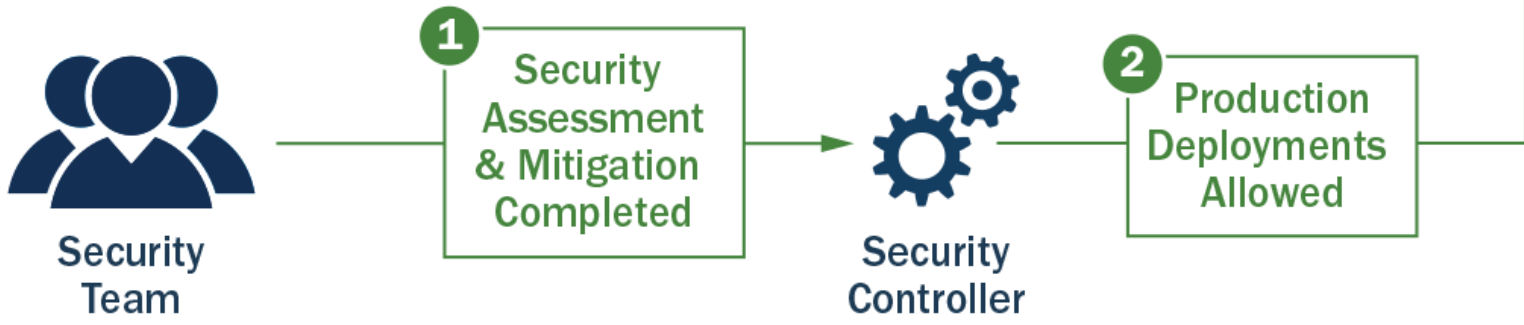 Security
Team
1
Security
Assessment
& Mitigation
Completed
Security
Controller
2
Production
Deployments
Allowed